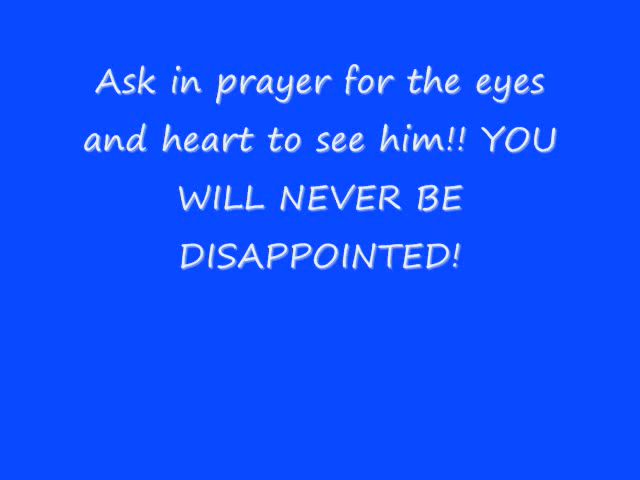 Ask in prayer for the eyes
and heart to see him!! YOU
WILL NEVER BE
DISAPPOINTED!